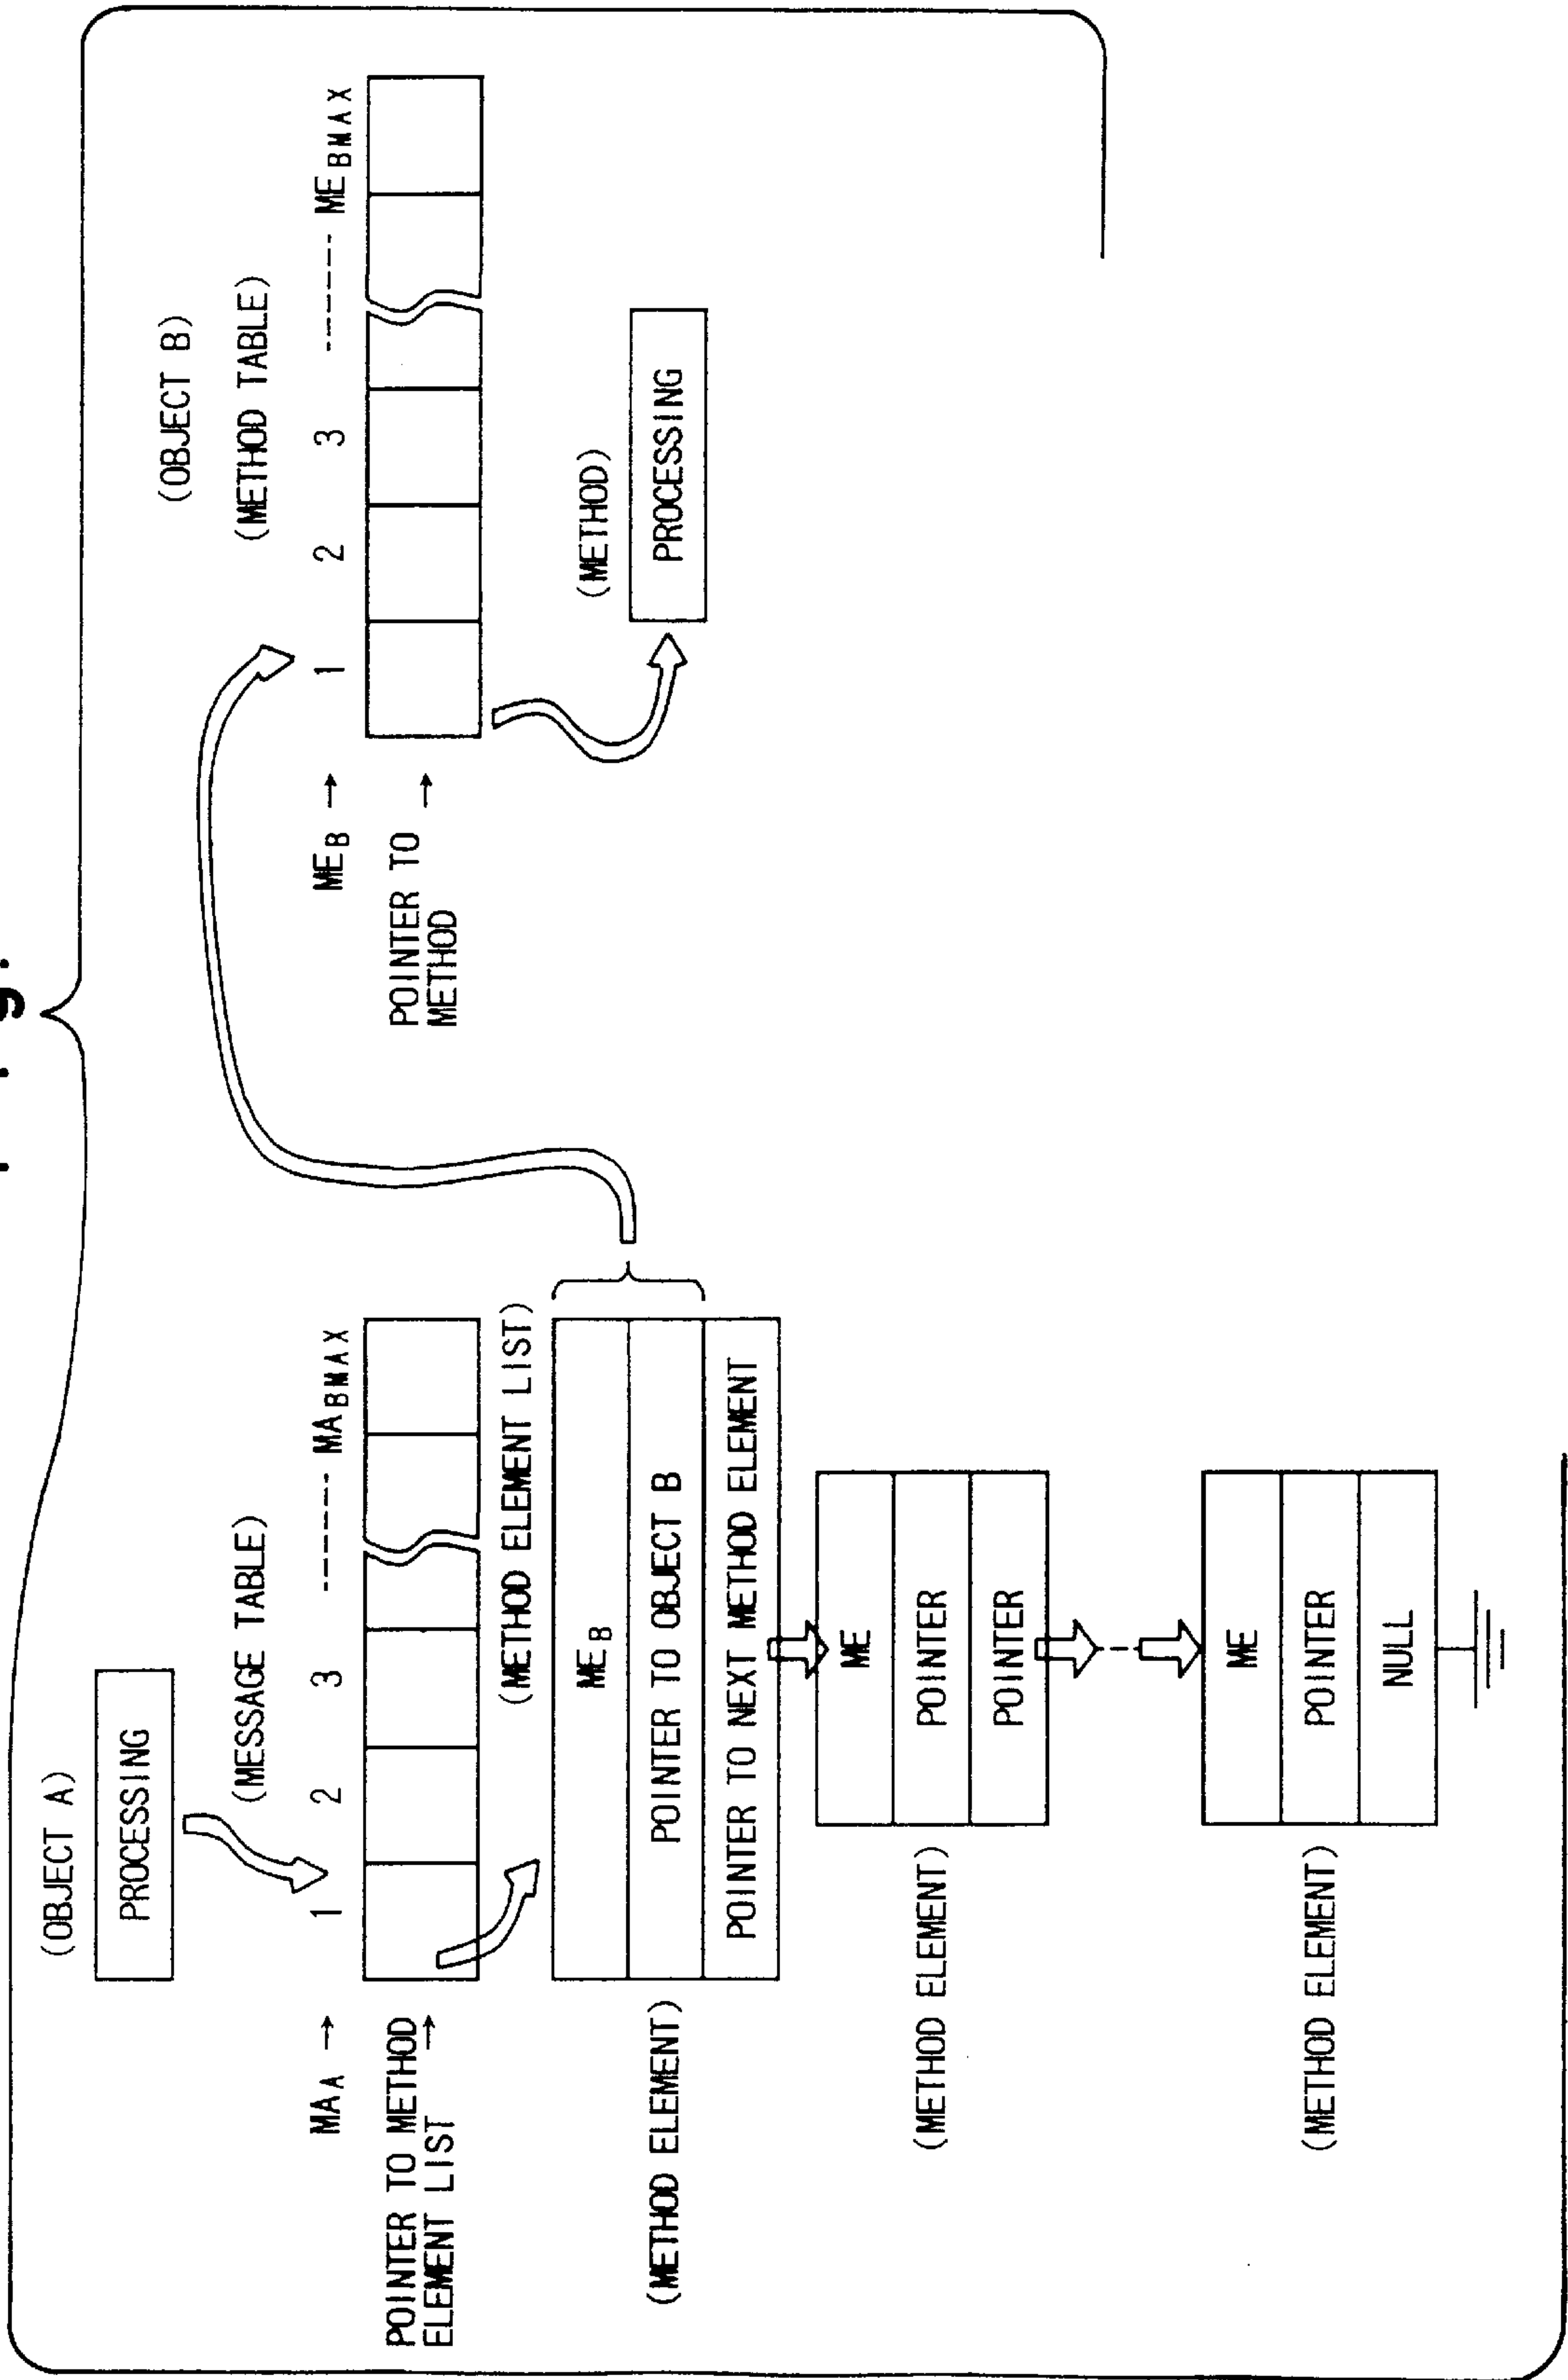 (OBJECT A)
PROCESSING
(MESSAGE TABLE)
MA_A → 1 2 3 ------ MA_BMAX
POINTER TO METHOD
ELEMENT LIST →
(METHOD ELEMENT LIST)
(METHOD ELEMENT)
ME_B
POINTER TO OBJECT B
POINTER TO NEXT METHOD ELEMENT
(METHOD ELEMENT)
ME
POINTER
POINTER
(METHOD ELEMENT)
ME
POINTER
NULL
(OBJECT B)
(METHOD TABLE)
ME_B → 1 2 3 ------ ME_BMAX
POINTER TO →
METHOD
(METHOD)
PROCESSING